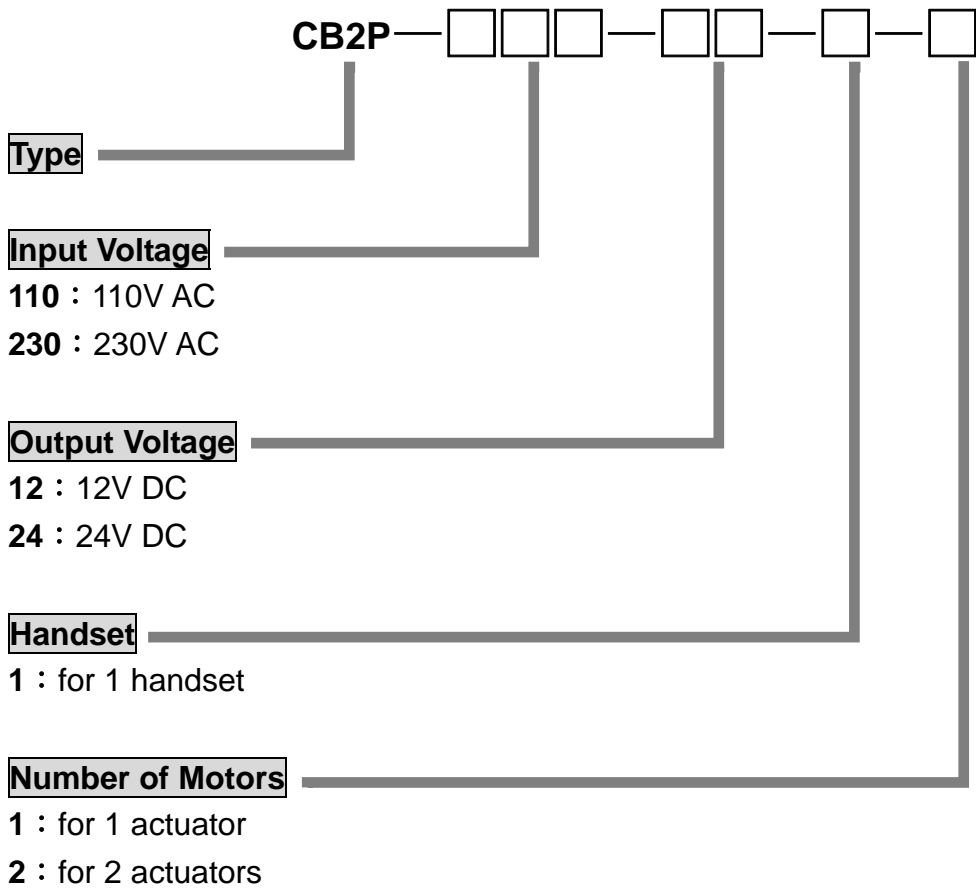 CB2P
Type
Input Voltage
110：110V AC
230：230V AC
Output Voltage
12：12V DC
24：24V DC
Handset
1：for 1 handset
Number of Motors
1：for 1 actuator
2：for 2 actuators